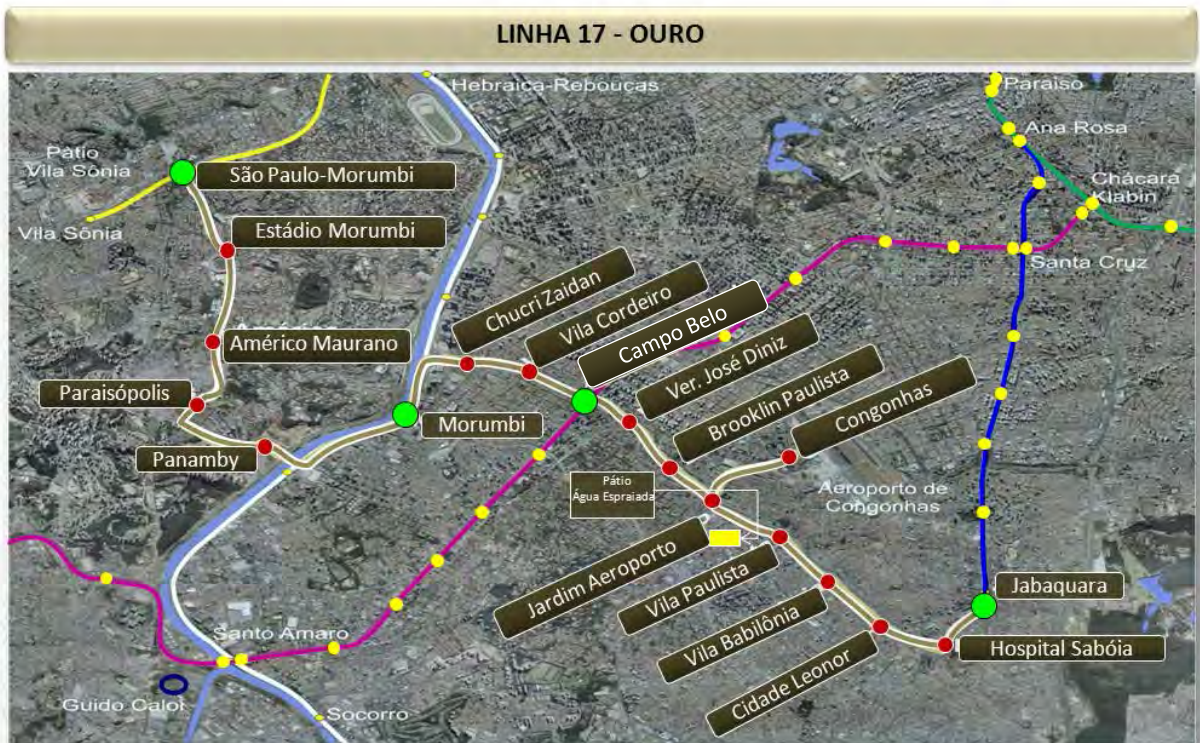 LINHA 17 - OURO
Hebraica-Rebouças
Paraiso
Ana Rosa
Pátio
Vila Sônia
São Paulo-Morumbi
Chácara
Klabin
Vila Sônia
Estádio Morumbi
Santa Cruz
Chucri Zaidan
Vila Cordeiro
Campo Belo
Américo Maurano
Ver. José Diniz
Paraisópolis
Brooklin Paulista
Congonhas
Morumbi
Panamby
Pátio
Água Espraiada
Aeroporto de
Congonhas
Jardim Aeroporto
Vila Paulista
Jabaquara
Vila Babilônia
Santo Amaro
Hospital Sabóia
Cidade Leonor
Guido Caloi
Socorro